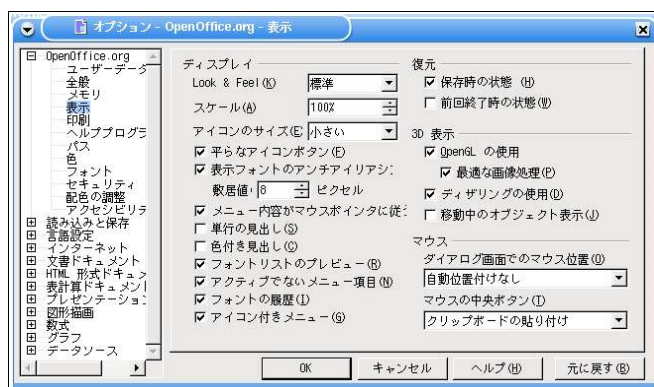 オプション - OpenOffice.org - 表示
OpenOffice.org
ユーザーデータ
全般
メモリ
表示
印刷
ヘルププログラ
パス
色
フォント
セキュリティ
配色の調整
アクセシビリテ
読み込みと保存
言語設定
インターネット
文書ドキュメント
HTML 形式ドキュメ
表計算ドキュメント
プレゼンテーション
図形描画
数式
グラフ
データソース
ディスプレイ
Look & Feel(K) 標準
スケール(A) 100%
アイコンのサイズ(E 小さい
平らなアイコンボタン(F)
表示フォントのアンチアイリアシン
敷居値: 8 ピクセル
メニュー内容がマウスポインタに従う
単行の見出し(S)
色付き見出し(C)
フォントリストのプレビュー(R)
アクティブでないメニュー項目(N)
フォントの履歴(I)
アイコン付きメニュー(G)
復元
保存時の状態 (H)
前回終了時の状態(W)
3D 表示
OpenGL の使用
最適な画像処理(P)
ディザリングの使用(D)
移動中のオブジェクト表示(J)
マウス
ダイアログ画面でのマウス位置(O)
自動位置付けなし
マウスの中央ボタン(T)
クリップボードの貼り付け
OK キャンセル ヘルプ(H) 元に戻す(B)